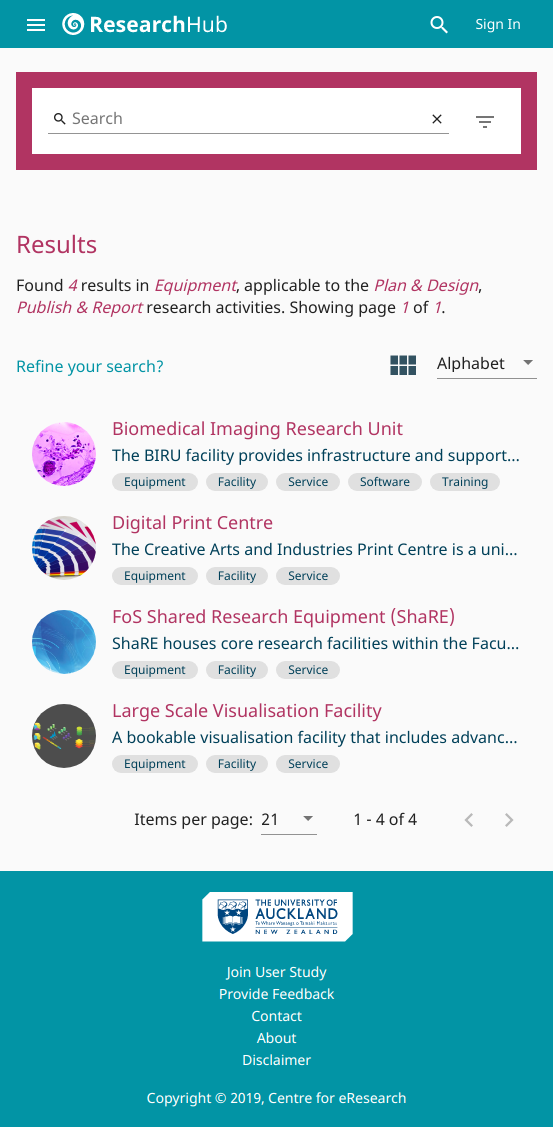 ResearchHub
Sign In
Search
Results
Found 4 results in Equipment, applicable to the Plan & Design,
Publish & Report research activities. Showing page 1 of 1.
Refine your search?
Alphabet
Biomedical Imaging Research Unit
The BIRU facility provides infrastructure and support...
Equipment Facility Service Software Training
Digital Print Centre
The Creative Arts and Industries Print Centre is a uni...
Equipment Facility Service
FoS Shared Research Equipment (ShaRE)
ShaRE houses core research facilities within the Facu...
Equipment Facility Service
Large Scale Visualisation Facility
A bookable visualisation facility that includes advanc...
Equipment Facility Service
Items per page: 21 1 - 4 of 4
THE UNIVERSITY OF
AUCKLAND
Te Whare Wānanga o Tāmaki Makaurau
NEW ZEALAND
Join User Study
Provide Feedback
Contact
About
Disclaimer
Copyright © 2019, Centre for eResearch